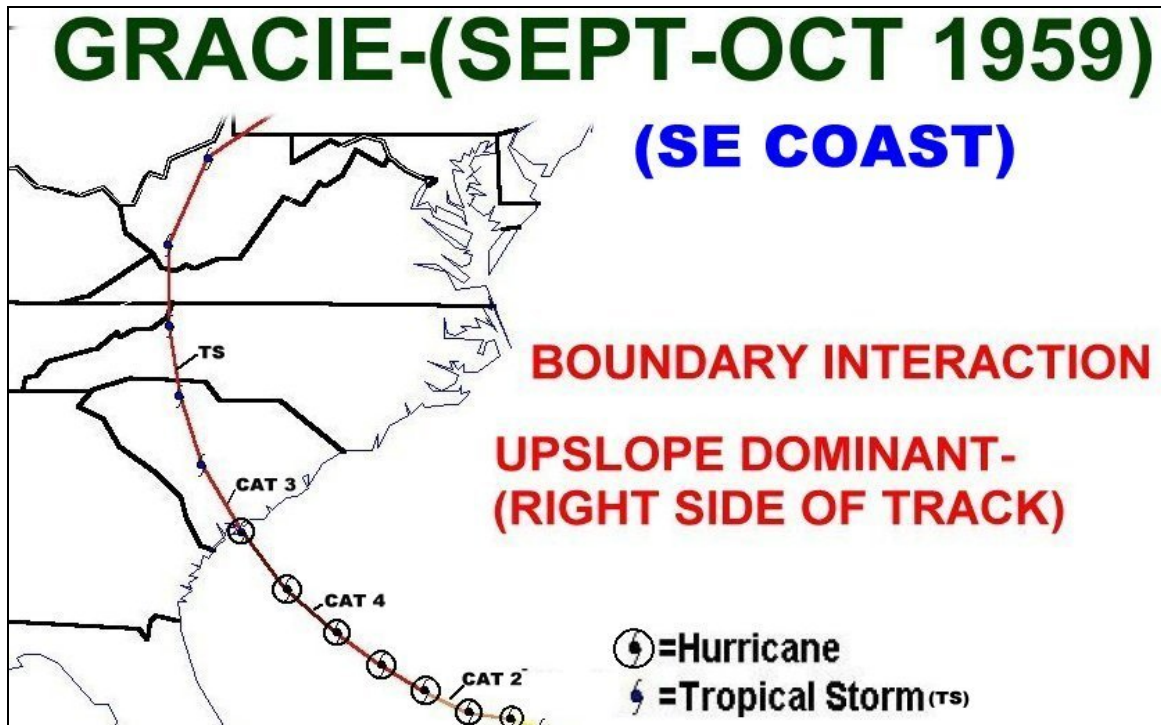 GRACIE-(SEPT-OCT 1959)
(SE COAST)
TS
BOUNDARY INTERACTION
UPSLOPE DOMINANT-
(RIGHT SIDE OF TRACK)
CAT 3
CAT 4
CAT 2
=Hurricane
=Tropical Storm (TS)